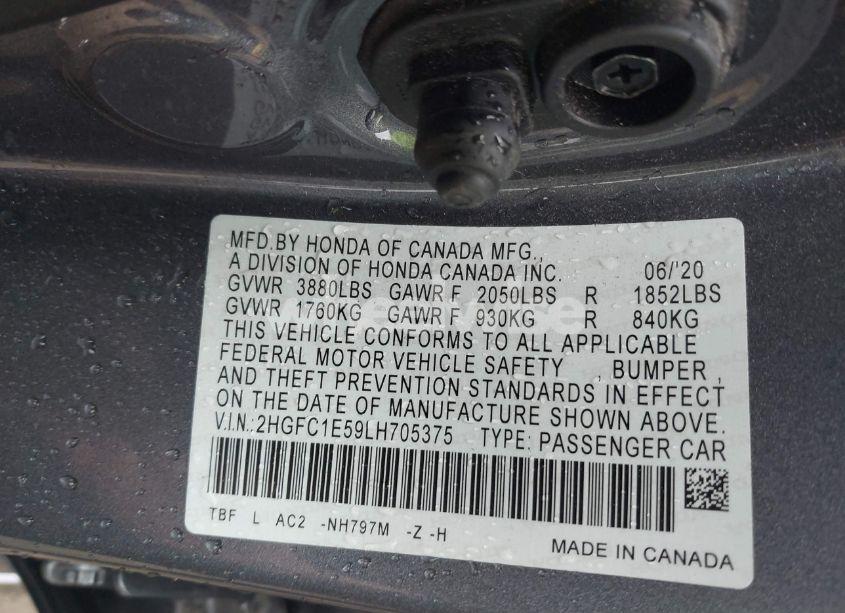 MFD.BY HONDA OF CANADA MFG.,
A DIVISION OF HONDA CANADA INC. 06/'20
GVWR 3880LBS GAWR F 2050LBS R 1852LBS
GVWR 1760KG GAWR F 930KG R 840KG
THIS VEHICLE CONFORMS TO ALL APPLICABLE
FEDERAL MOTOR VEHICLE SAFETY , BUMPER ,
AND THEFT PREVENTION STANDARDS IN EFFECT
ON THE DATE OF MANUFACTURE SHOWN ABOVE.
V.I.N.:2HGFC1E59LH705375 TYPE: PASSENGER CAR
TBF L AC2 -NH797M -Z -H
MADE IN CANADA